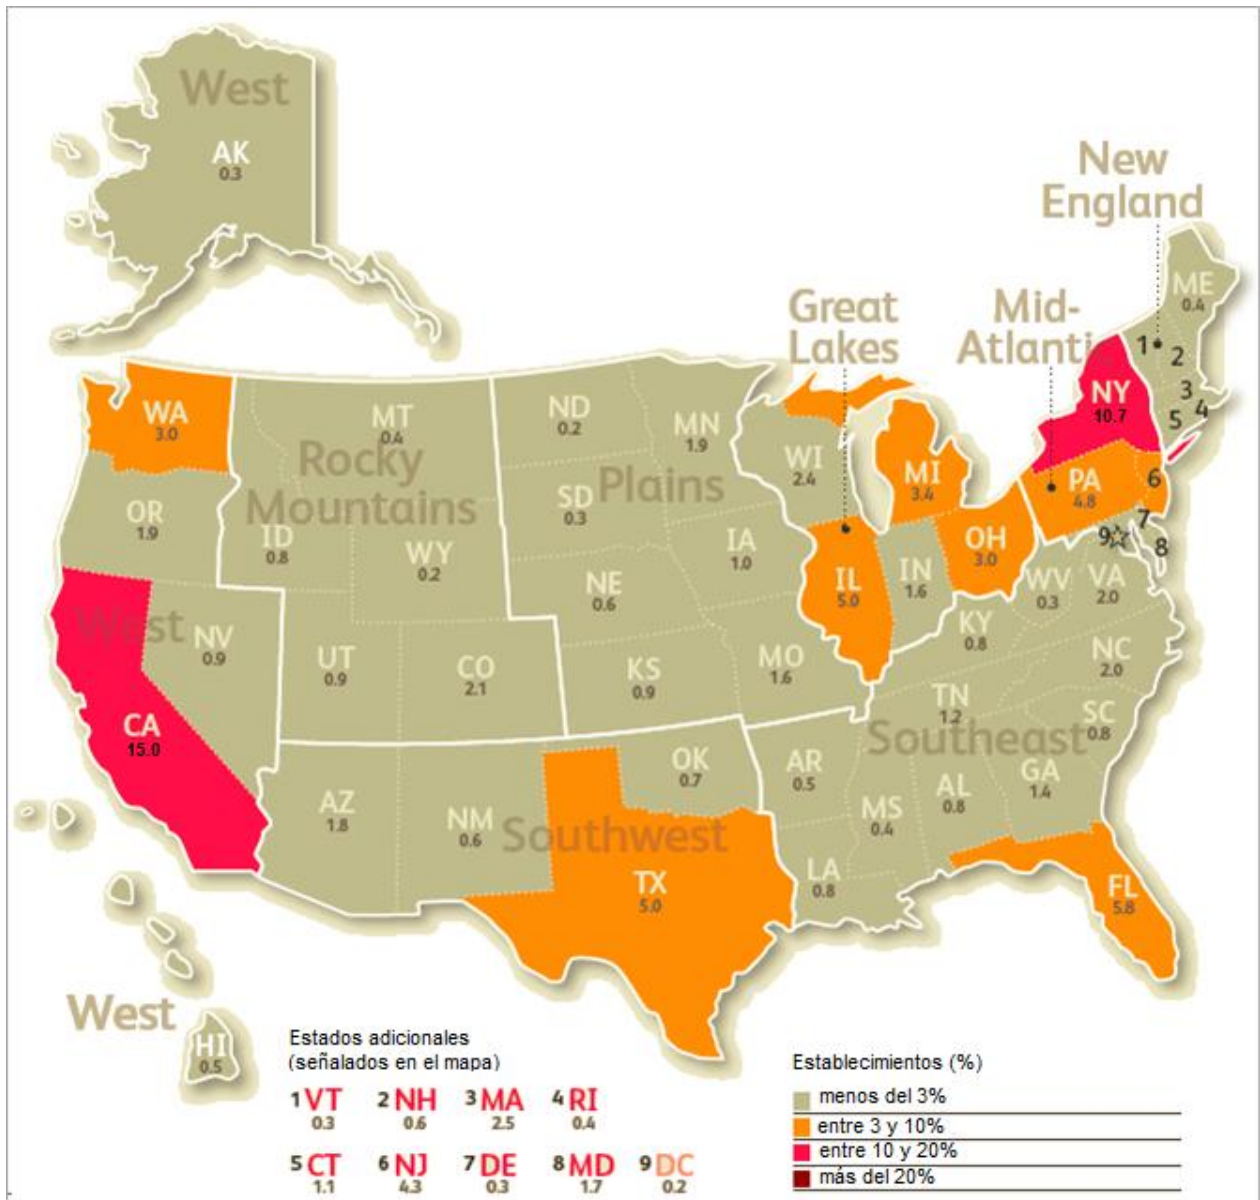 West
AK
0.3
New
England
Great
Lakes
Mid-
Atlanti
ME
0.4
1
2
3
4
5
NY
10.7
WA
3.0
MT
0.4
ND
0.2
MN
1.9
WI
2.4
MI
3.4
PA
4.8
6
7
8
9
Rocky
Mountains
Plains
OR
1.9
ID
0.8
WY
0.2
SD
0.3
NE
0.6
IA
1.0
IL
5.0
IN
1.6
OH
3.0
WV
0.3
VA
2.0
KY
0.8
West
NV
0.9
UT
0.9
CO
2.1
KS
0.9
MO
1.6
NC
2.0
TN
1.2
SC
0.8
Southeast
CA
15.0
AZ
1.8
NM
0.6
Southwest
OK
0.7
AR
0.5
MS
0.4
AL
0.8
GA
1.4
TX
5.0
LA
0.8
FL
5.8
West
HI
0.5
Estados adicionales
(señalados en el mapa)
1 VT 2 NH 3 MA 4 RI
0.3 0.6 2.5 0.4
5 CT 6 NJ 7 DE 8 MD 9 DC
1.1 4.3 0.3 1.7 0.2
Establecimientos (%)
menos del 3%
entre 3 y 10%
entre 10 y 20%
más del 20%